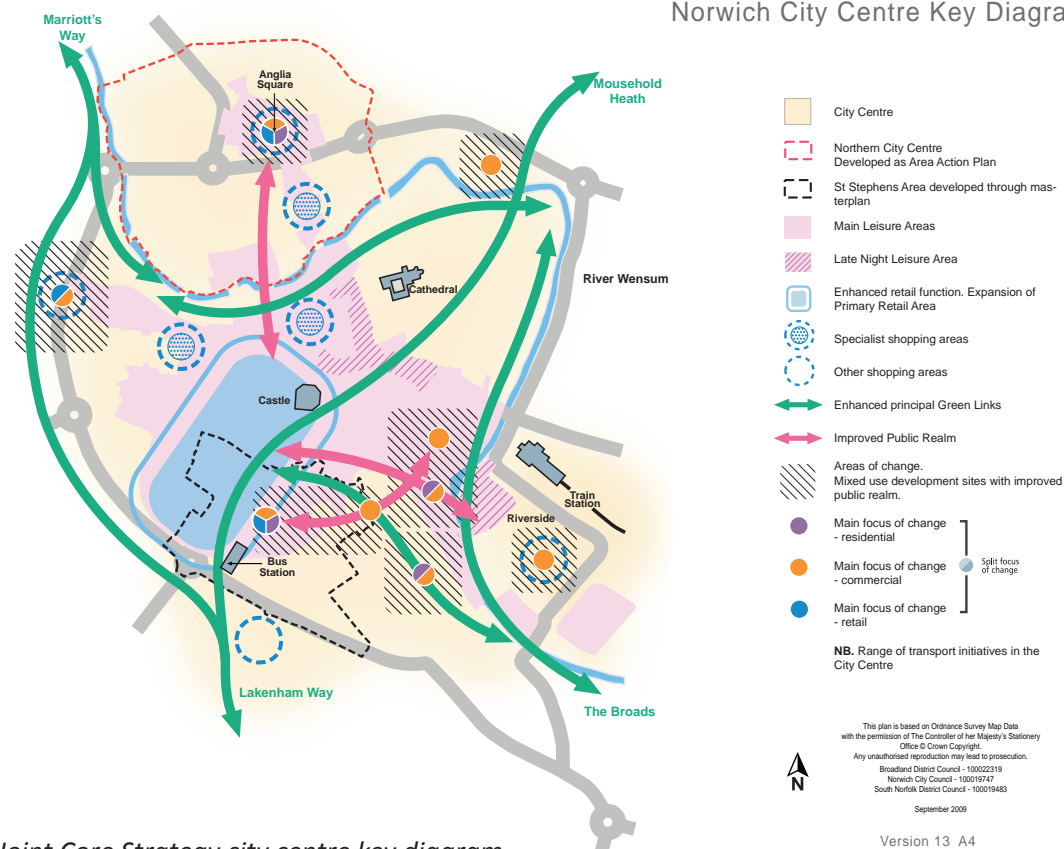 Norwich City Centre Key Diagra
Marriott's
Way
Anglia
Square
Mousehold
Heath
River Wensum
Cathedral
Castle
Train
Station
Riverside
Bus
Station
Lakenham Way
The Broads
City Centre
Northern City Centre
Developed as Area Action Plan
St Stephens Area developed through mas-
terplan
Main Leisure Areas
Late Night Leisure Area
Enhanced retail function. Expansion of
Primary Retail Area
Specialist shopping areas
Other shopping areas
Enhanced principal Green Links
Improved Public Realm
Areas of change.
Mixed use development sites with improved
public realm.
Main focus of change
- residential
Main focus of change
- commercial
Main focus of change
- retail
Split focus
of change
NB. Range of transport initiatives in the
City Centre
This plan is based on Ordnance Survey Map Data
with the permission of The Controller of her Majesty's Stationery
Office © Crown Copyright.
Any unauthorised reproduction may lead to prosecution.
Broadland District Council - 100022319
Norwich City Council - 100019747
South Norfolk District Council - 100019483
September 2009
N
Version 13 A4
Joint Core Strategy city centre key diagram